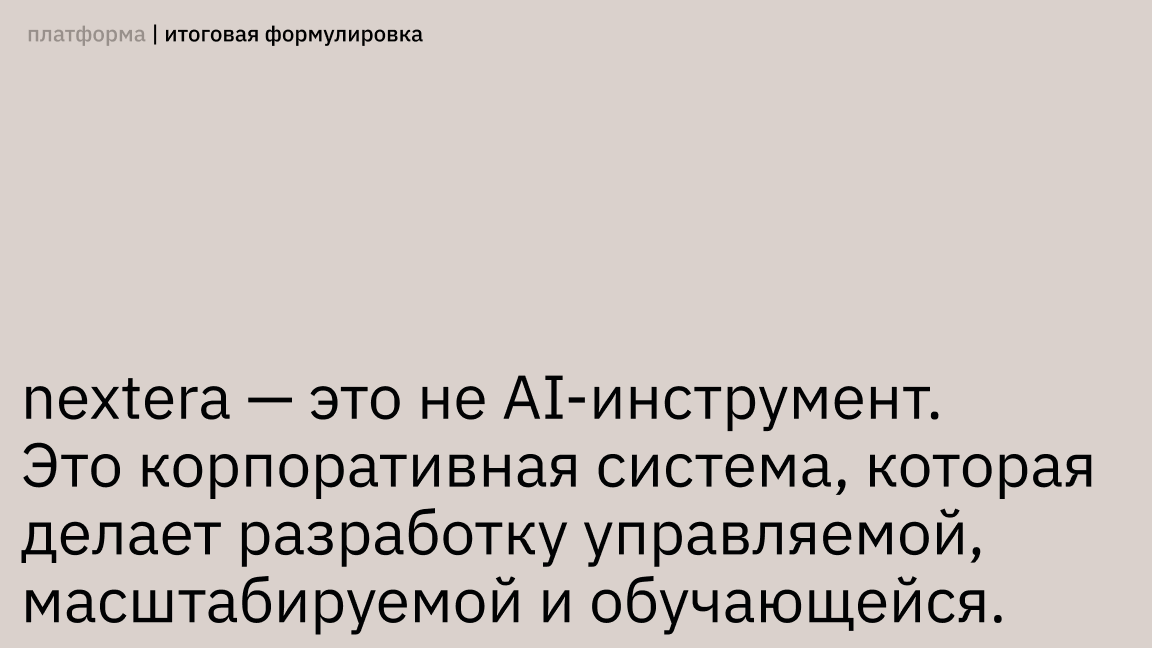 платформа | итоговая формулировка
nextera — это не AI-инструмент.
Это корпоративная система, которая
делает разработку управляемой,
масштабируемой и обучающейся.